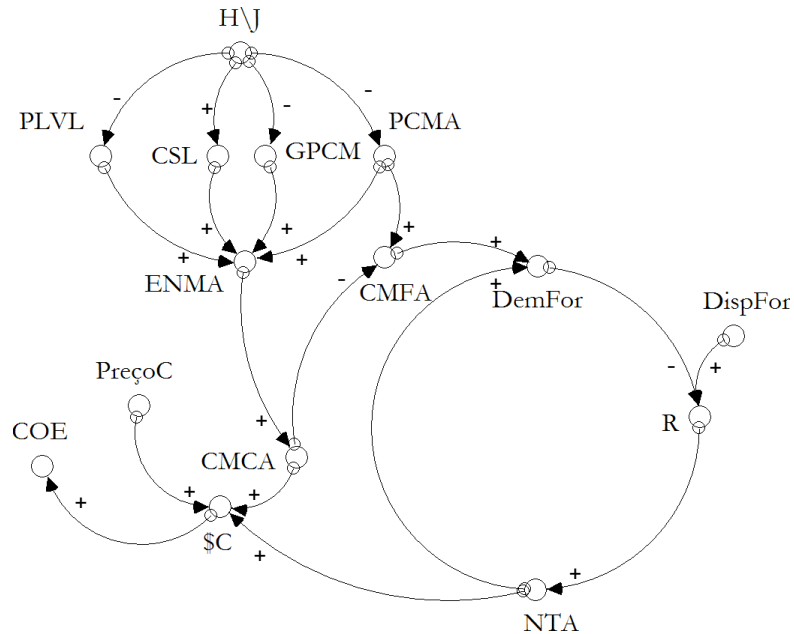 H\J
-
+
-
-
PLVL
CSL
GPCM
PCMA
+
+
+
+
+
ENMA
-
CMFA
+
+
DemFor
DispFor
-
+
R
PreçoC
COE
+
CMCA
+
+
+
$C
+
+
NTA